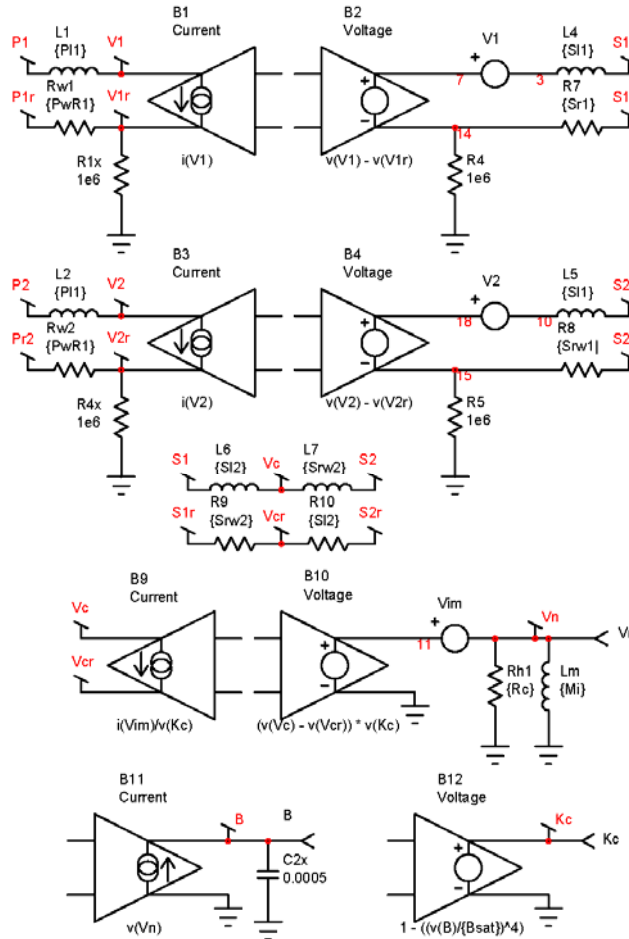 B1
Current
B2
Voltage
P1
L1
{Pl1}
V1
V1
L4
{Sl1}
S1
7
3
P1r
Rw1
{PwR1}
V1r
R7
{Sr1}
S1
14
R1x
1e6
i(V1)
v(V1) - v(V1r)
R4
1e6
B3
Current
B4
Voltage
P2
L2
{Pl1}
V2
V2
L5
{Sl1}
S2
18
10
Pr2
Rw2
{PwR1}
V2r
R8
{Srw1|
S2
15
R4x
1e6
i(V2)
v(V2) - v(V2r)
R5
1e6
S1
L6
{Sl2}
Vc
L7
{Srw2}
S2
S1r
R9
{Srw2}
Vcr
R10
{Sl2}
S2r
B9
Current
B10
Voltage
Vc
Vim
Vn
11
Vcr
Rh1
{Rc}
Lm
{Mi}
i(Vim)/v(Kc)
(v(Vc) - v(Vcr)) * v(Kc)
B11
Current
B12
Voltage
B
B
Kc
Kc
C2x
0.0005
v(Vn)
1 - ((v(B)/{Bsat})^4)